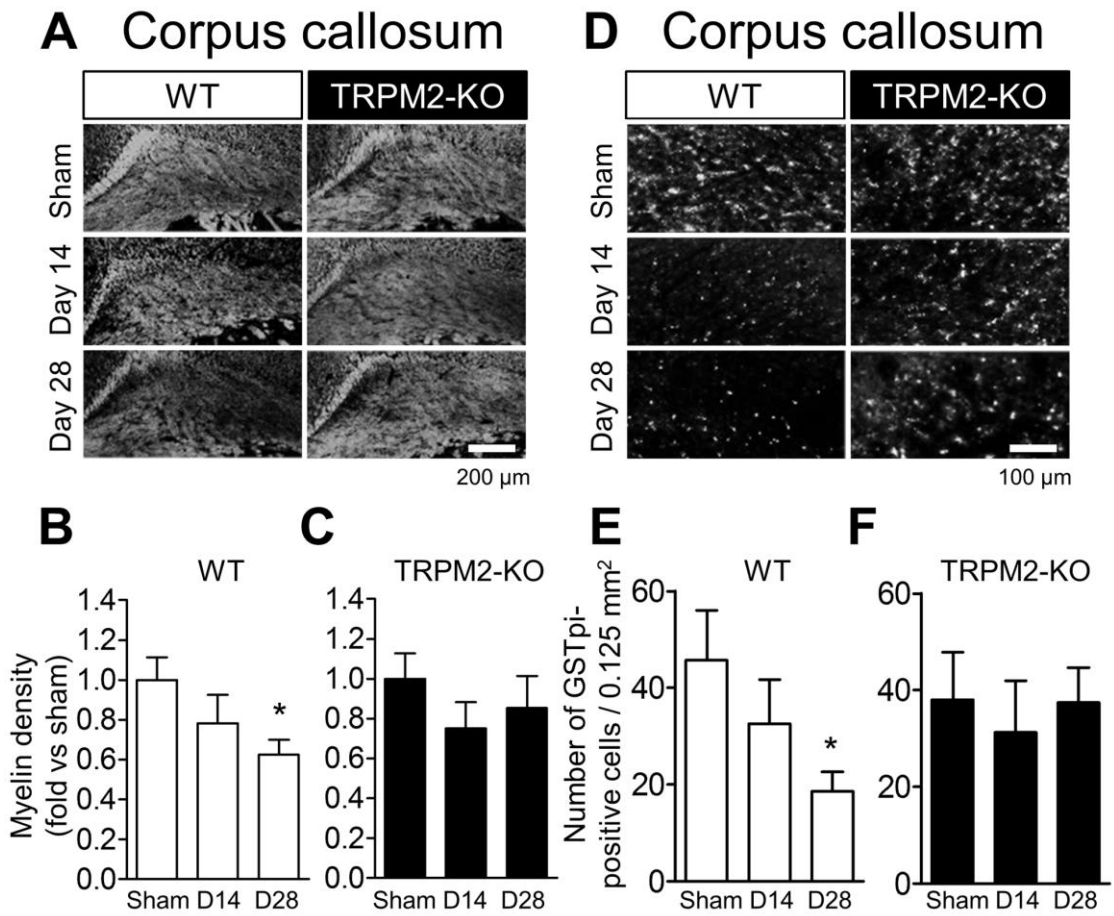 A Corpus callosum
WT TRPM2-KO
Sham
Day 14
Day 28
200 μm
D Corpus callosum
WT TRPM2-KO
Sham
Day 14
Day 28
100 μm
B
WT
Myelin density
(fold vs sham)
1.4
1.2
1.0
0.8
0.6
0.4
0.2
0.0
*
Sham D14 D28
C
TRPM2-KO
1.4
1.2
1.0
0.8
0.6
0.4
0.2
0.0
Sham D14 D28
E
WT
Number of GSTpi-
positive cells / 0.125 mm²
60
40
20
0
*
Sham D14 D28
F
TRPM2-KO
60
40
20
0
Sham D14 D28